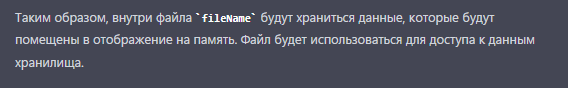 Таким образом, внутри файла `fileName` будут храниться данные, которые будут
помещены в отображение на память. Файл будет использоваться для доступа к данным
хранилища.